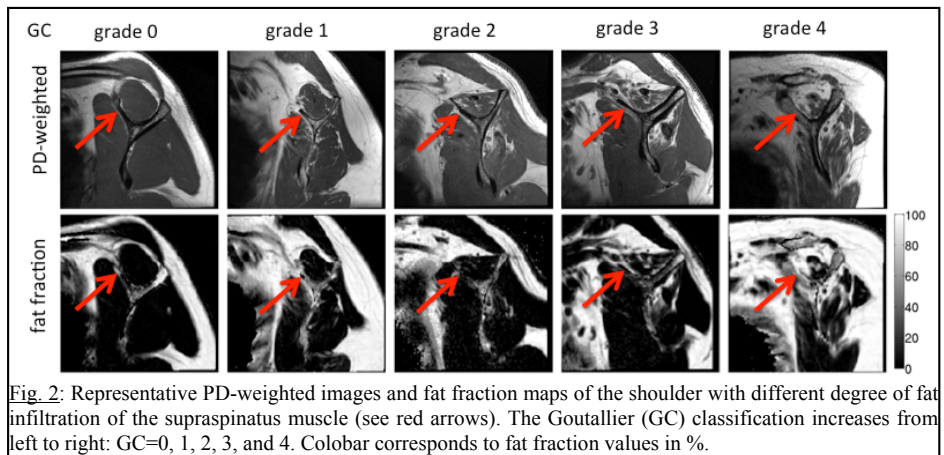 GC grade 0 grade 1 grade 2 grade 3 grade 4
PD-weighted
fat fraction
100
80
60
40
20
0
Fig. 2: Representative PD-weighted images and fat fraction maps of the shoulder with different degree of fat
infiltration of the supraspinatus muscle (see red arrows). The Goutallier (GC) classification increases from
left to right: GC=0, 1, 2, 3, and 4. Colobar corresponds to fat fraction values in %.